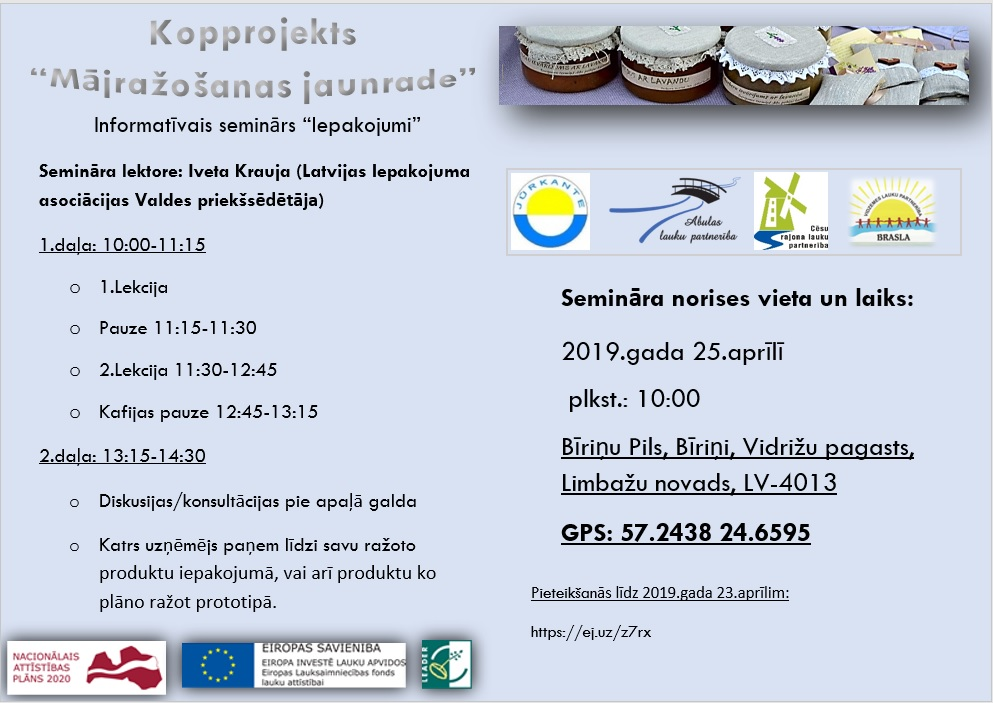 Kopprojekts
“Mājražošanas jaunrade”
Informatīvais seminārs “Iepakojumi”
Semināra lektore: Iveta Krauja (Latvijas Iepakojuma
asociācijas Valdes priekšsēdētāja)
1.daļa: 10:00-11:15
o 1.Lekcija
o Pauze 11:15-11:30
o 2.Lekcija 11:30-12:45
o Kafijas pauze 12:45-13:15
2.daļa: 13:15-14:30
o Diskusijas/konsultācijas pie apaļā galda
o Katrs uzņēmējs paņem līdzi savu ražoto
produktu iepakojumā, vai arī produktu ko
plāno ražot prototipā.
NACIONĀLAIS
ATTĪSTĪBAS
PLĀNS 2020
EIROPAS SAVIENĪBA
EIROPA INVESTĒ LAUKU APVIDOS
Eiropas Lauksaimniecības fonds
lauku attīstībai
LEADER
AR LAVANDU
JŪRKANTE
Abulas
lauku partnerība
Cēsu
rajona lauku
partnerība
VIDZEMES LAUKU PARTNERĪBA
BRASLA
Semināra norises vieta un laiks:
2019.gada 25.aprīlī
plkst.: 10:00
Bīriņu Pils, Bīriņi, Vidrižu pagasts,
Limbažu novads, LV-4013
GPS: 57.2438 24.6595
Pieteikšanās līdz 2019.gada 23.aprīlim:
https://ej.uz/z7rx